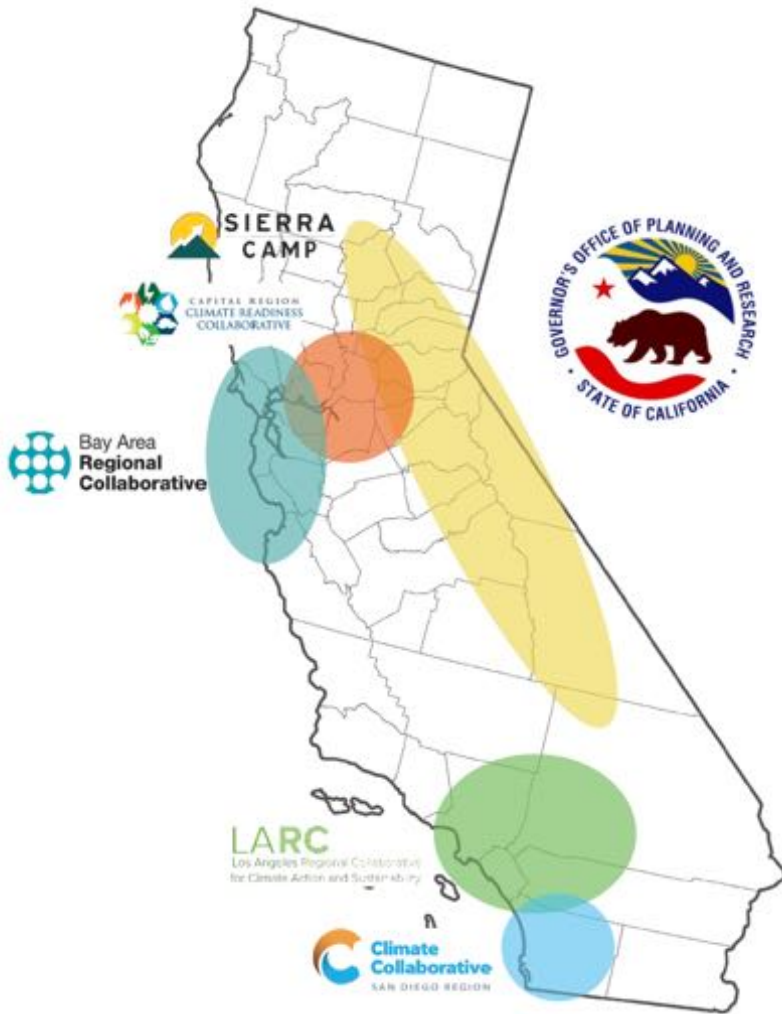 SIERRA
CAMP
CAPITAL REGION
CLIMATE READINESS
COLLABORATIVE
GOVERNOR'S OFFICE OF PLANNING AND RESEARCH
• STATE OF CALIFORNIA •
Bay Area
Regional
Collaborative
LARC
Los Angeles Regional Collaborative
for Climate Action and Sustainability
Climate
Collaborative
SAN DIEGO REGION